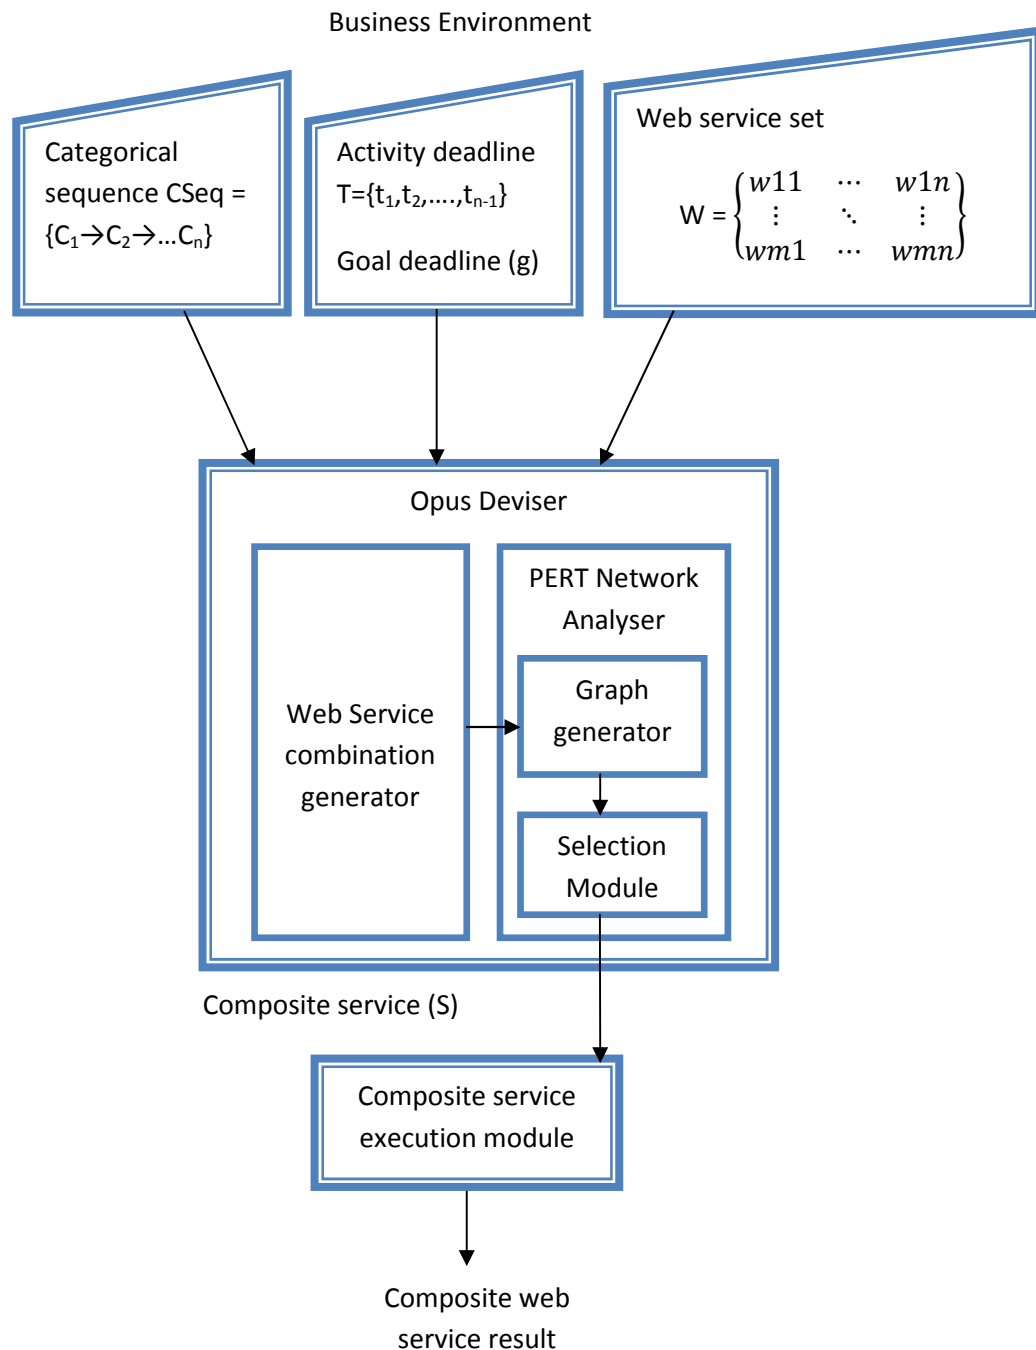 Business Environment
Categorical
sequence CSeq =
{C₁→C₂→...Cₙ}
Activity deadline
T={t₁,t₂,....,tₙ₋₁}
Goal deadline (g)
Web service set
W = {w11 ⋯ w1n
⋮ ⋱ ⋮
wm1 ⋯ wmn}
Opus Deviser
Web Service
combination
generator
PERT Network
Analyser
Graph
generator
Selection
Module
Composite service (S)
Composite service
execution module
Composite web
service result